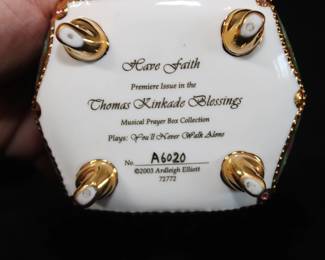 Have Faith
Premiere Issue in the
Thomas Kinkade Blessings
Musical Prayer Box Collection
Plays: You'll Never Walk Alone
No. A6020
©2003 Ardleigh Elliott
72772